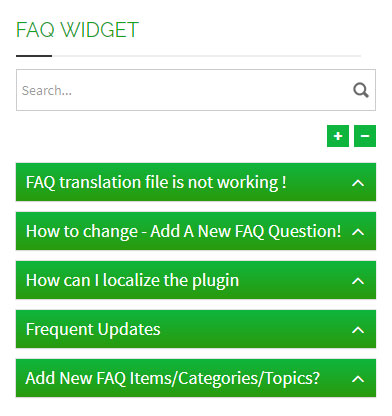 FAQ WIDGET
Search...
+ −
FAQ translation file is not working !
How to change - Add A New FAQ Question!
How can I localize the plugin
Frequent Updates
Add New FAQ Items/Categories/Topics?